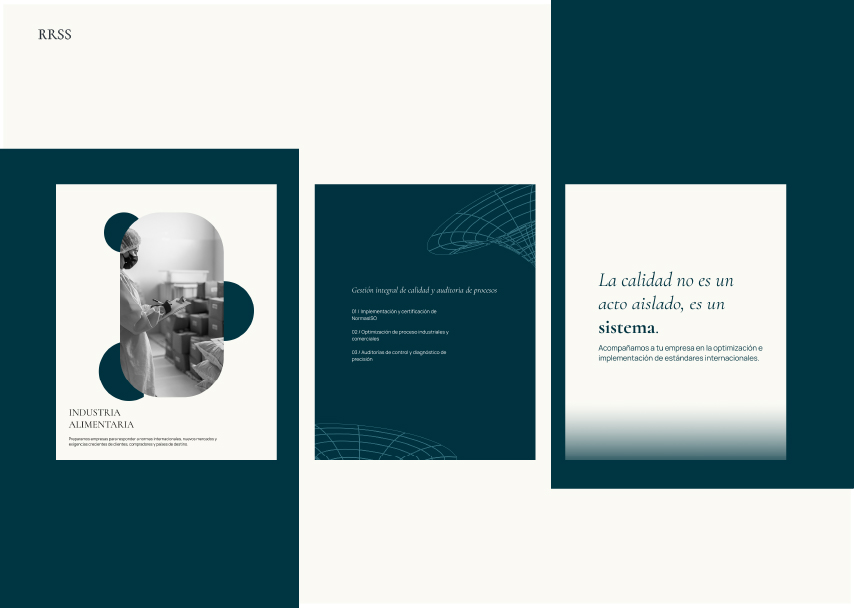 RRSS
INDUSTRIA
ALIMENTARIA
Preparamos empresas para responder a normas internacionales, nuevos mercados y
exigencias crecientes de clientes, compradores y países de destino.
Gestión integral de calidad y auditoría de procesos
01 / Implementación y certificación de
NormasISO
02 / Optimización de proceso industriales y
comerciales
03 / Auditorías de control y diagnóstico de
precisión
La calidad no es un
acto aislado, es un
sistema.
Acompañamos a tu empresa en la optimización e
implementación de estándares internacionales.